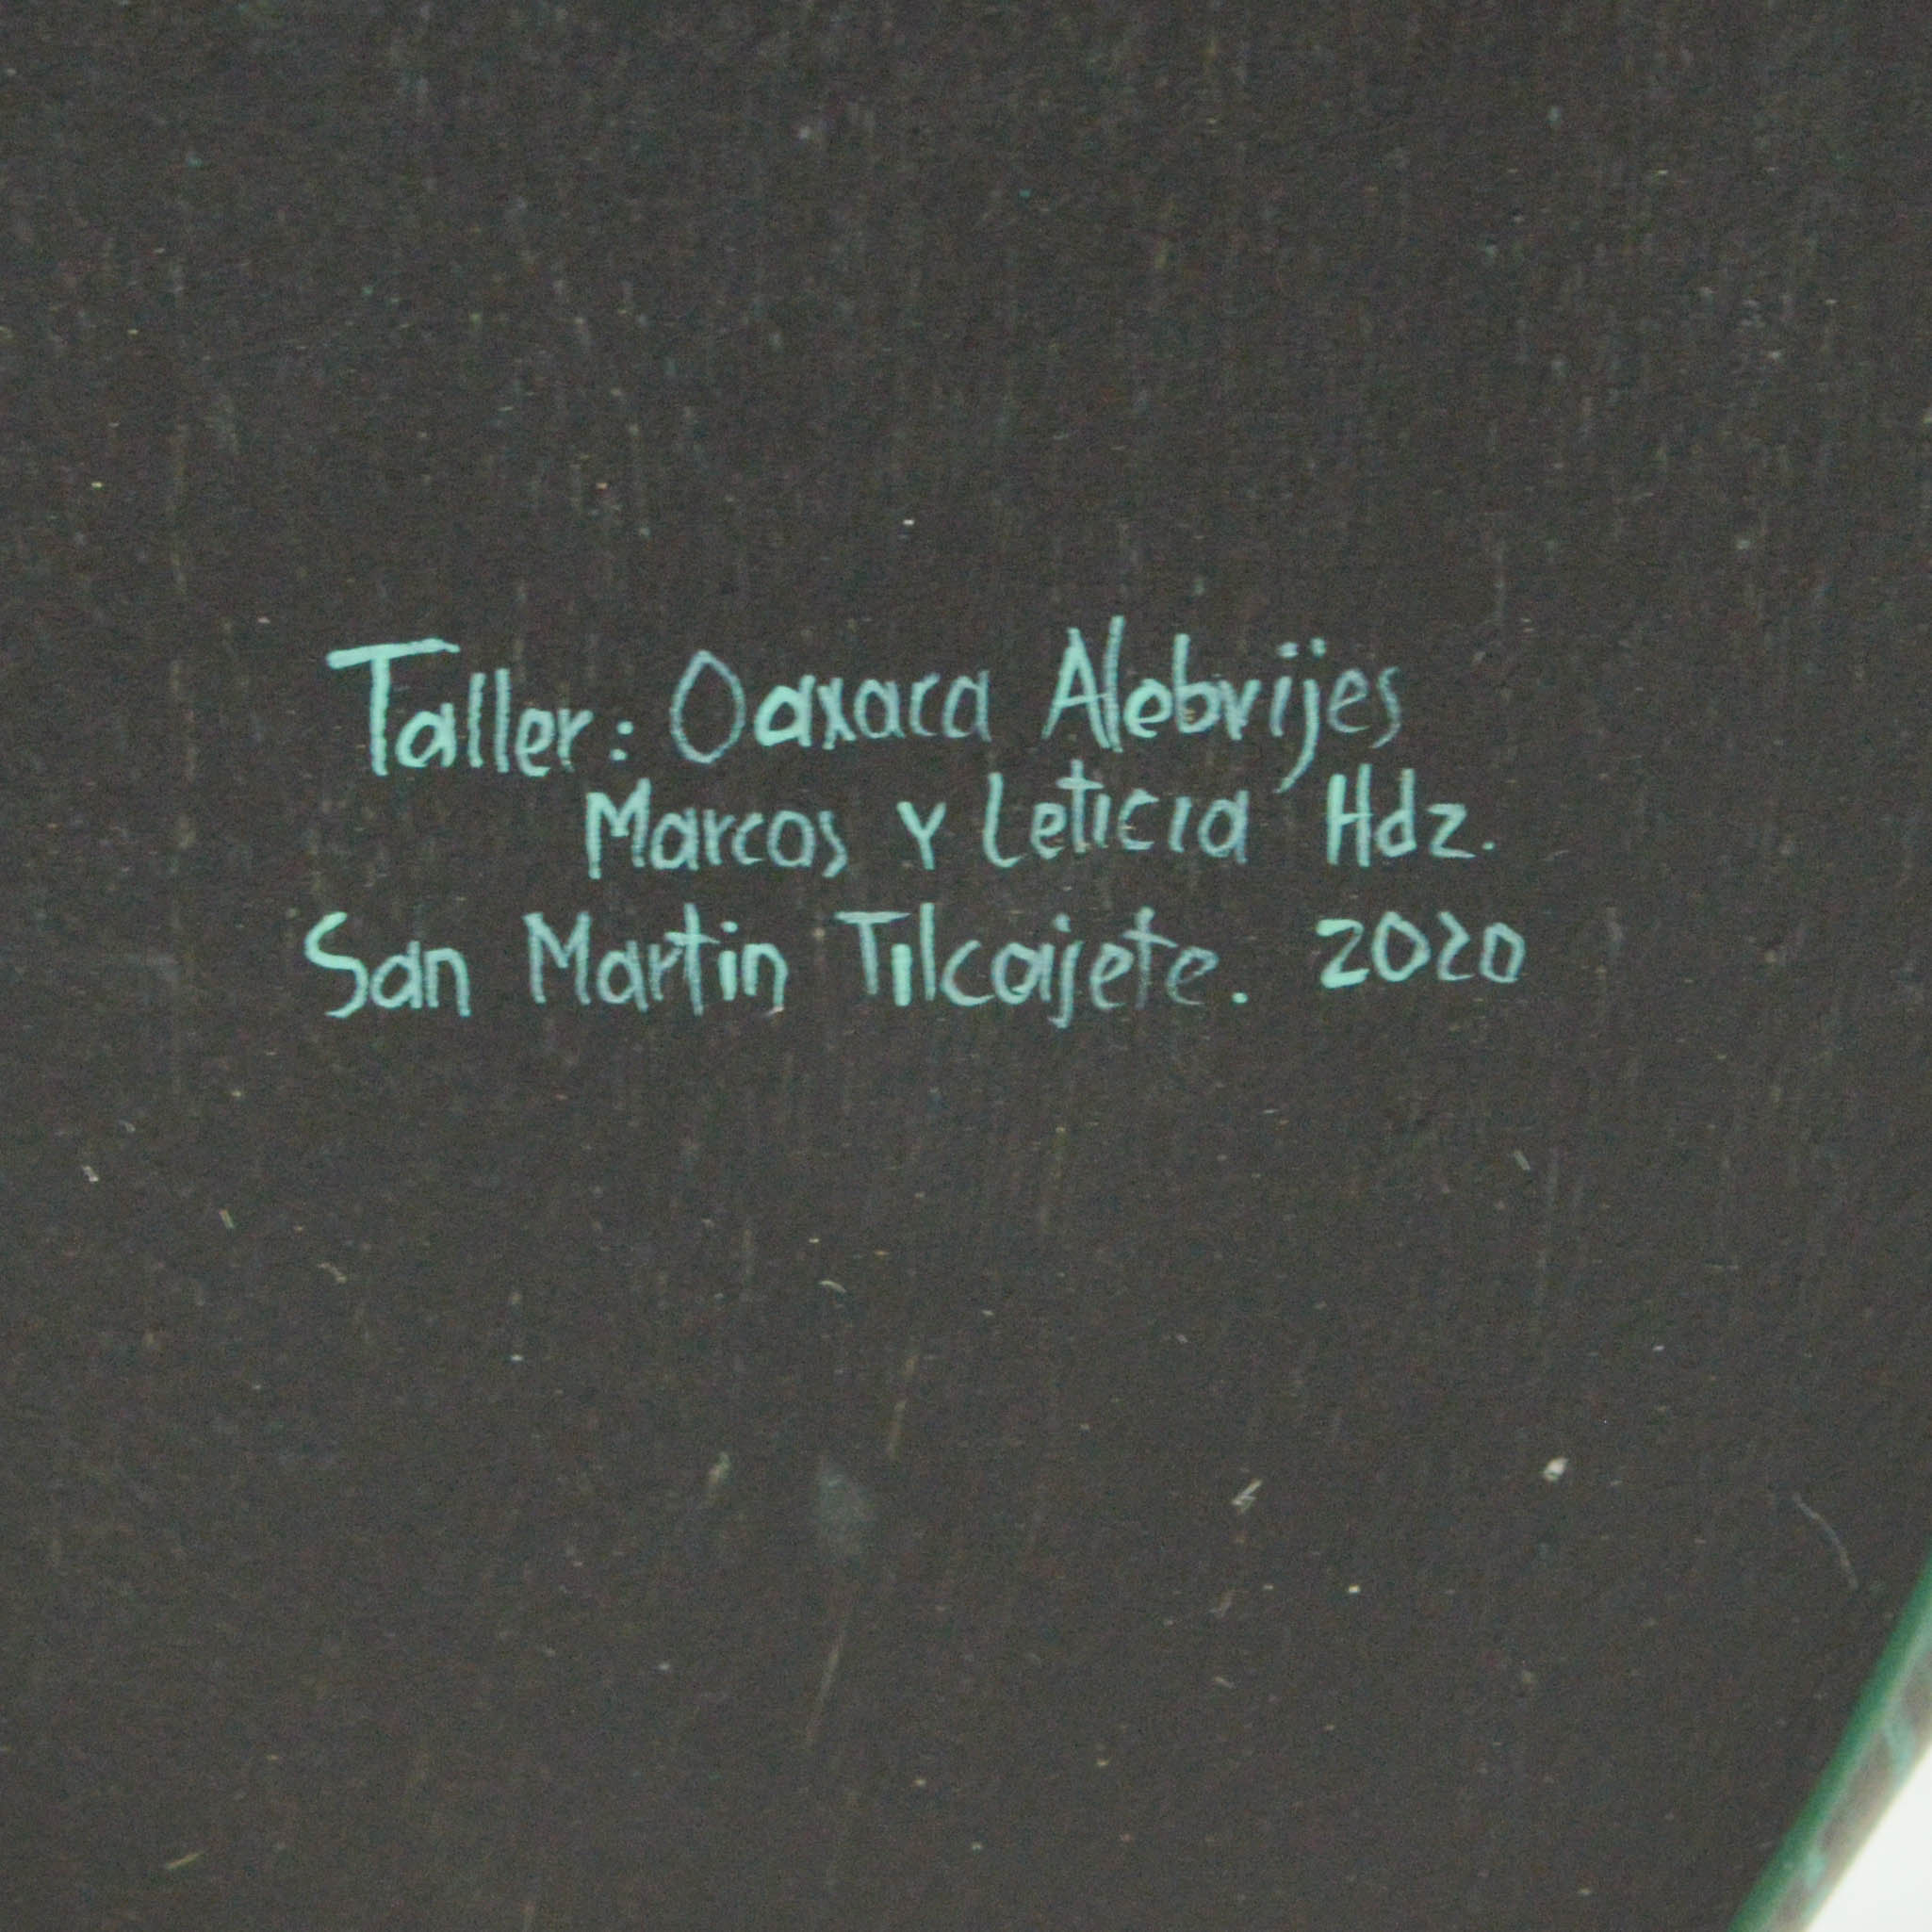 Taller: Oaxaca Alebrijes
Marcos y Leticia Hdz.
San Martin Tilcajete. 2020